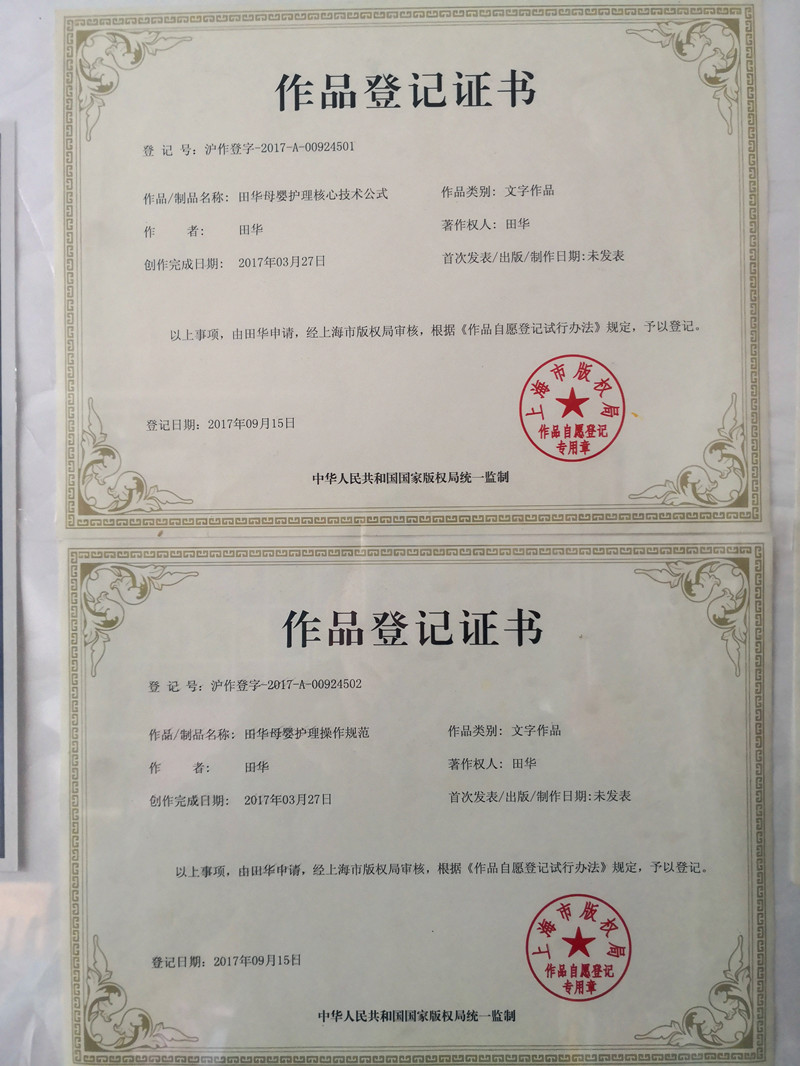 作品登记证书
登 记 号：沪作登字-2017-A-00924501
作品/制品名称：田华母婴护理核心技术公式 作品类别：文字作品
作 者： 田华 著作权人：田华
创作完成日期：2017年03月27日 首次发表/出版/制作日期:未发表
以上事项，由田华申请，经上海市版权局审核，根据《作品自愿登记试行办法》规定，予以登记。
登记日期：2017年09月15日
上海市版权局
作品自愿登记
专用章
中华人民共和国国家版权局统一监制
作品登记证书
登 记 号：沪作登字-2017-A-00924502
作品/制品名称：田华母婴护理操作规范 作品类别：文字作品
作 者： 田华 著作权人：田华
创作完成日期：2017年03月27日 首次发表/出版/制作日期:未发表
以上事项，由田华申请，经上海市版权局审核，根据《作品自愿登记试行办法》规定，予以登记。
登记日期：2017年09月15日
上海市版权局
作品自愿登记
专用章
中华人民共和国国家版权局统一监制